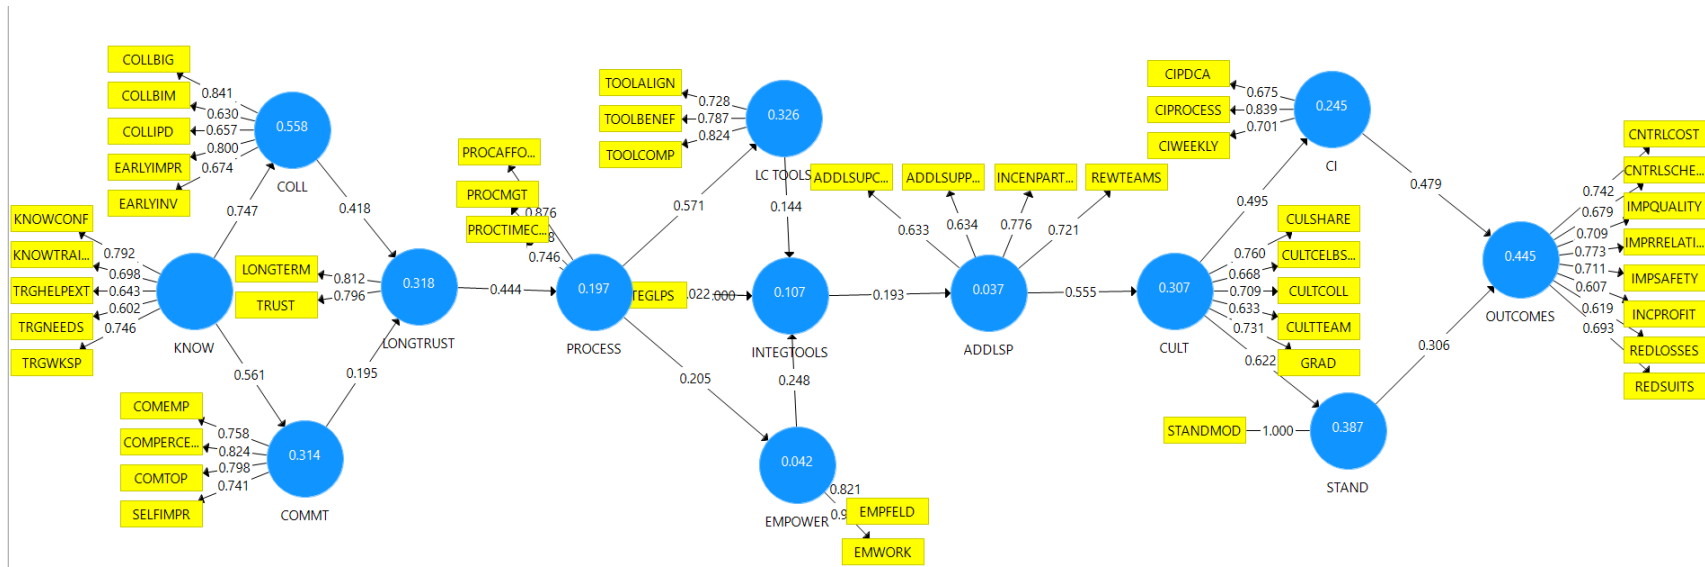 COLLBIG
COLLBIM
COLLIPD
EARLYIMPR
EARLYINV
0.841
0.630
0.657
0.800
0.674
0.558
COLL
0.747
0.418
KNOWCONF
KNOWTRAI...
TRGHELPEXT
TRGNEEDS
TRGWKSP
0.792
0.698
0.643
0.602
0.746
KNOW
0.561
0.195
LONGTERM
TRUST
0.812
0.796
0.318
LONGTRUST
0.444
COMEMP
COMPERCE...
COMTOP
SELFIMPR
0.758
0.824
0.798
0.741
0.314
COMMT
PROCAFFO...
PROCMGT
PROCTIMEC...
0.876
0.746
0.197
PROCESS
0.571
0.205
TOOLALIGN
TOOLBENEF
TOOLCOMP
0.728
0.787
0.824
0.326
LC TOOLS
0.144
TEGLPS
0.107
INTEGTOOLS
0.248
0.193
0.042
EMPOWER
0.821
EMPFELD
EMWORK
ADDLSUPC...
ADDLSUPP...
INCENPART...
REWTEAMS
0.633
0.634
0.776
0.721
0.037
ADDLSP
0.555
CIPDCA
CIPROCESS
CIWEEKLY
0.675
0.839
0.701
0.245
CI
0.495
0.479
CULSHARE
CULTCELBS...
CULTCOLL
CULTTEAM
GRAD
0.760
0.668
0.709
0.633
0.731
0.307
CULT
0.622
STANDMOD
1.000
0.387
STAND
0.306
0.445
OUTCOMES
CNTRLCOST
CNTRLSCHE...
IMPQUALITY
IMPRRELATI...
IMPSAFETY
INCPROFIT
REDLOSSES
REDSUITS
0.742
0.679
0.709
0.773
0.711
0.607
0.619
0.693